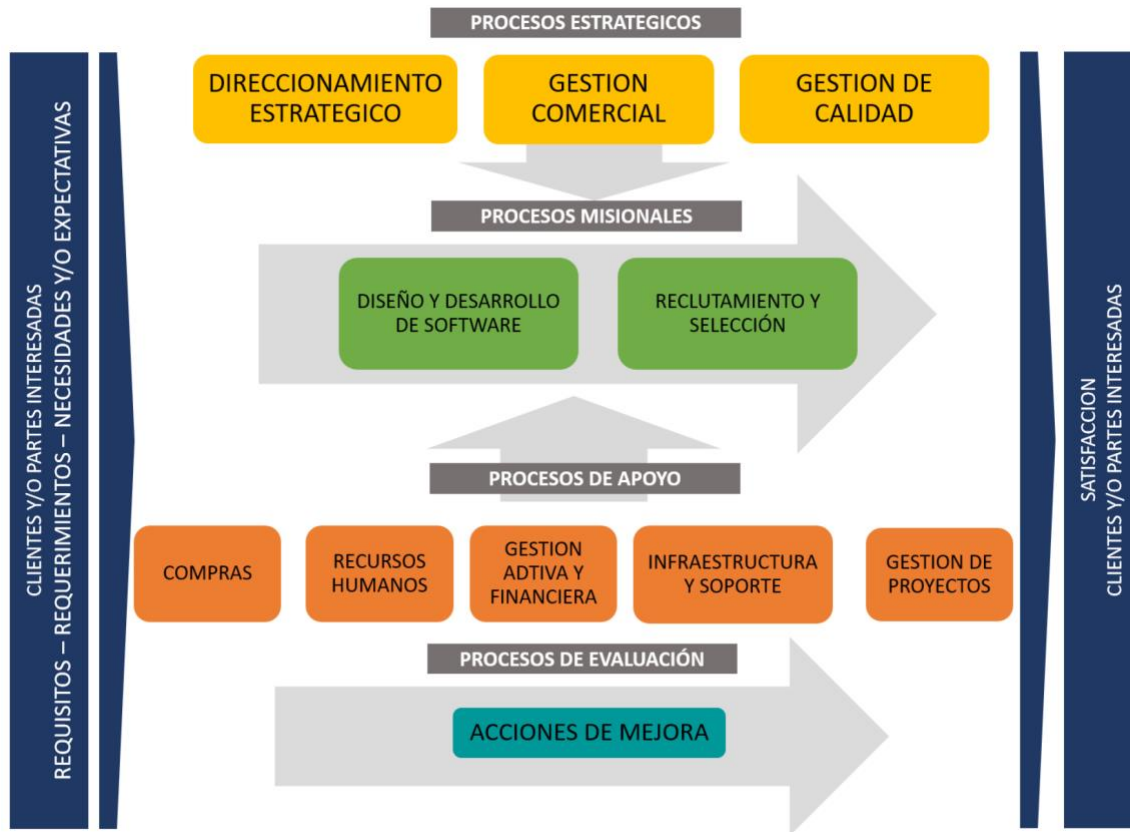 PROCESOS ESTRATEGICOS
DIRECCIONAMIENTO
ESTRATEGICO
GESTION
COMERCIAL
GESTION DE
CALIDAD
CLIENTES Y/O PARTES INTERESADAS
REQUISITOS – REQUERIMIENTOS – NECESIDADES Y/O EXPECTATIVAS
PROCESOS MISIONALES
DISEÑO Y DESARROLLO
DE SOFTWARE
RECLUTAMIENTO Y
SELECCIÓN
PROCESOS DE APOYO
COMPRAS
RECURSOS
HUMANOS
GESTION
ADTIVA Y
FINANCIERA
INFRAESTRUCTURA
Y SOPORTE
GESTION DE
PROYECTOS
PROCESOS DE EVALUACIÓN
ACCIONES DE MEJORA
SATISFACCION
CLIENTES Y/O PARTES INTERESADAS